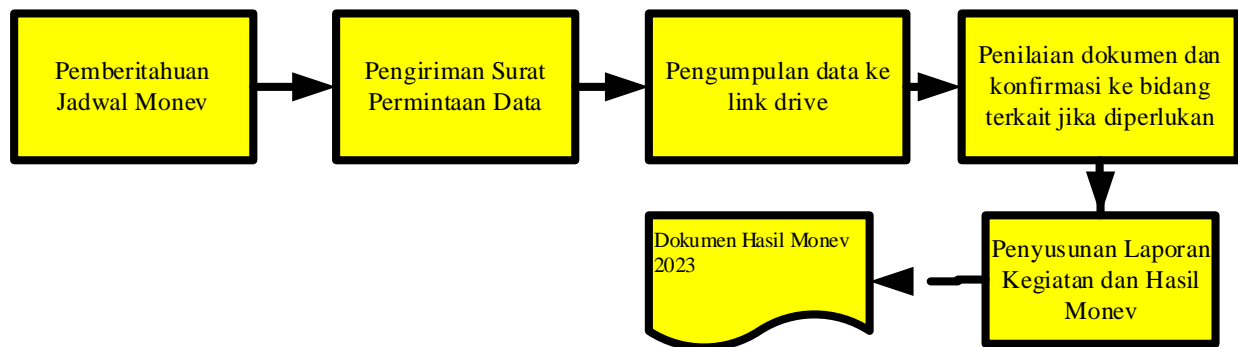 Pemberitahuan
Jadwal Monev
Pengiriman Surat
Permintaan Data
Pengumpulan data ke
link drive
Penilaian dokumen dan
konfirmasi ke bidang
terkait jika diperlukan
Penyusunan Laporan
Kegiatan dan Hasil
Monev
Dokumen Hasil Monev
2023